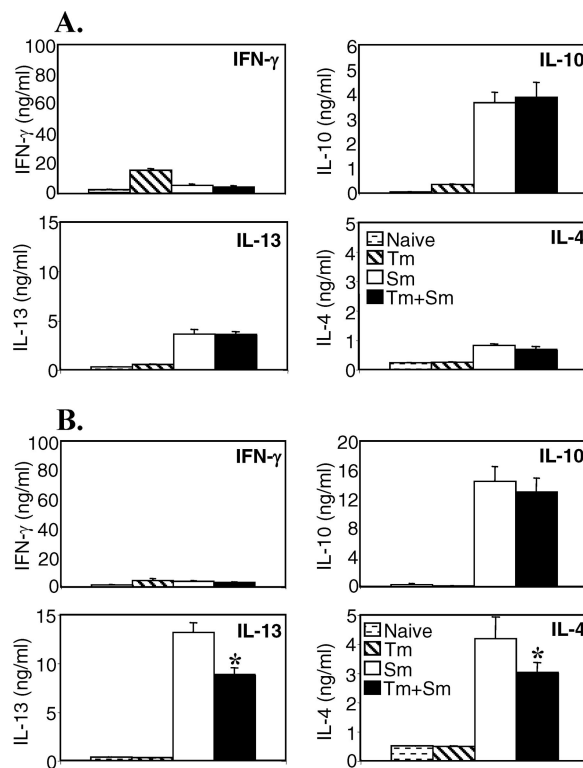 A.
IFN-γ
IFN-γ (ng/ml)
100
80
60
40
20
0
IL-10
IL-10 (ng/ml)
6
5
4
3
2
1
0
IL-13
IL-13 (ng/ml)
15
10
5
0
IL-4
IL-4 (ng/ml)
5
4
3
2
1
0
Naive
Tm
Sm
Tm+Sm
B.
IFN-γ
IFN-γ (ng/ml)
100
80
60
40
20
0
IL-10
IL-10 (ng/ml)
20
16
12
8
4
0
IL-13
IL-13 (ng/ml)
15
10
5
0
*
IL-4
IL-4 (ng/ml)
5
4
3
2
1
0
Naive
Tm
Sm
Tm+Sm
*